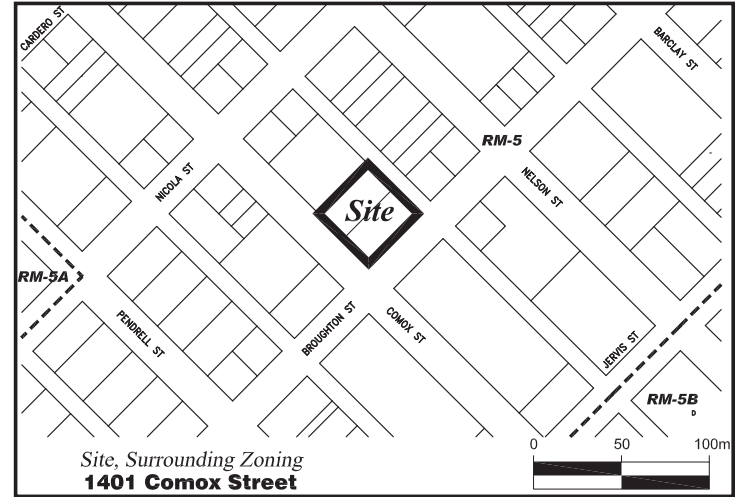 CARDERO ST
BARCLAY ST
RM-5
NICOLA ST
NELSON ST
Site
RM-5A
PENDRELL ST
BROUGHTON ST
COMOX ST
JERVIS ST
RM-5B
D
0 50 100m
Site, Surrounding Zoning
1401 Comox Street